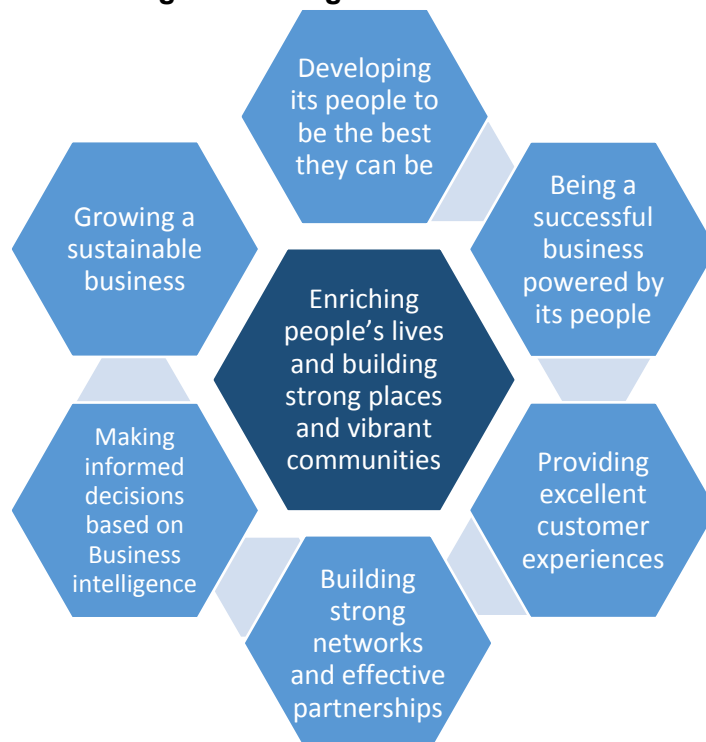 Developing
its people to
be the best
they can be
Being a
successful
business
powered by
its people
Providing
excellent
customer
experiences
Building
strong
networks
and effective
partnerships
Making
informed
decisions
based on
Business
intelligence
Growing a
sustainable
business
Enriching
people’s lives
and building
strong places
and vibrant
communities